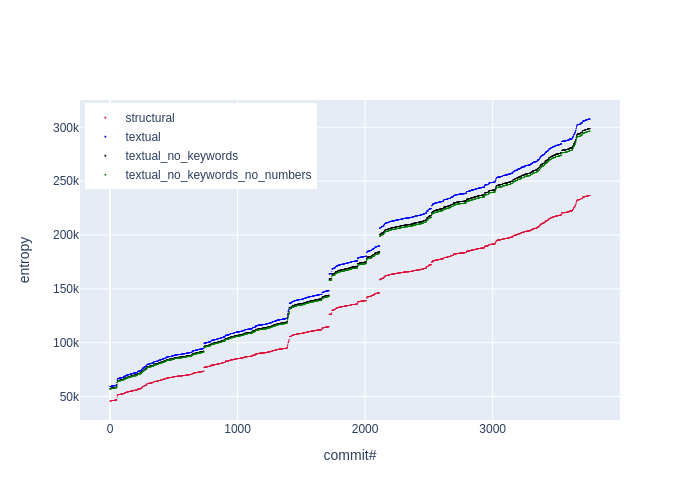 structural
textual
textual_no_keywords
textual_no_keywords_no_numbers
300k
250k
200k
150k
100k
50k
entropy
0 1000 2000 3000
commit#